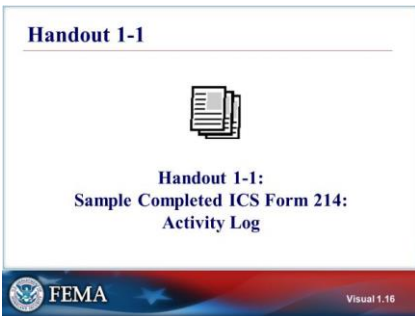 Handout 1-1
Handout 1-1:
Sample Completed ICS Form 214:
Activity Log
FEMA
Visual 1.16